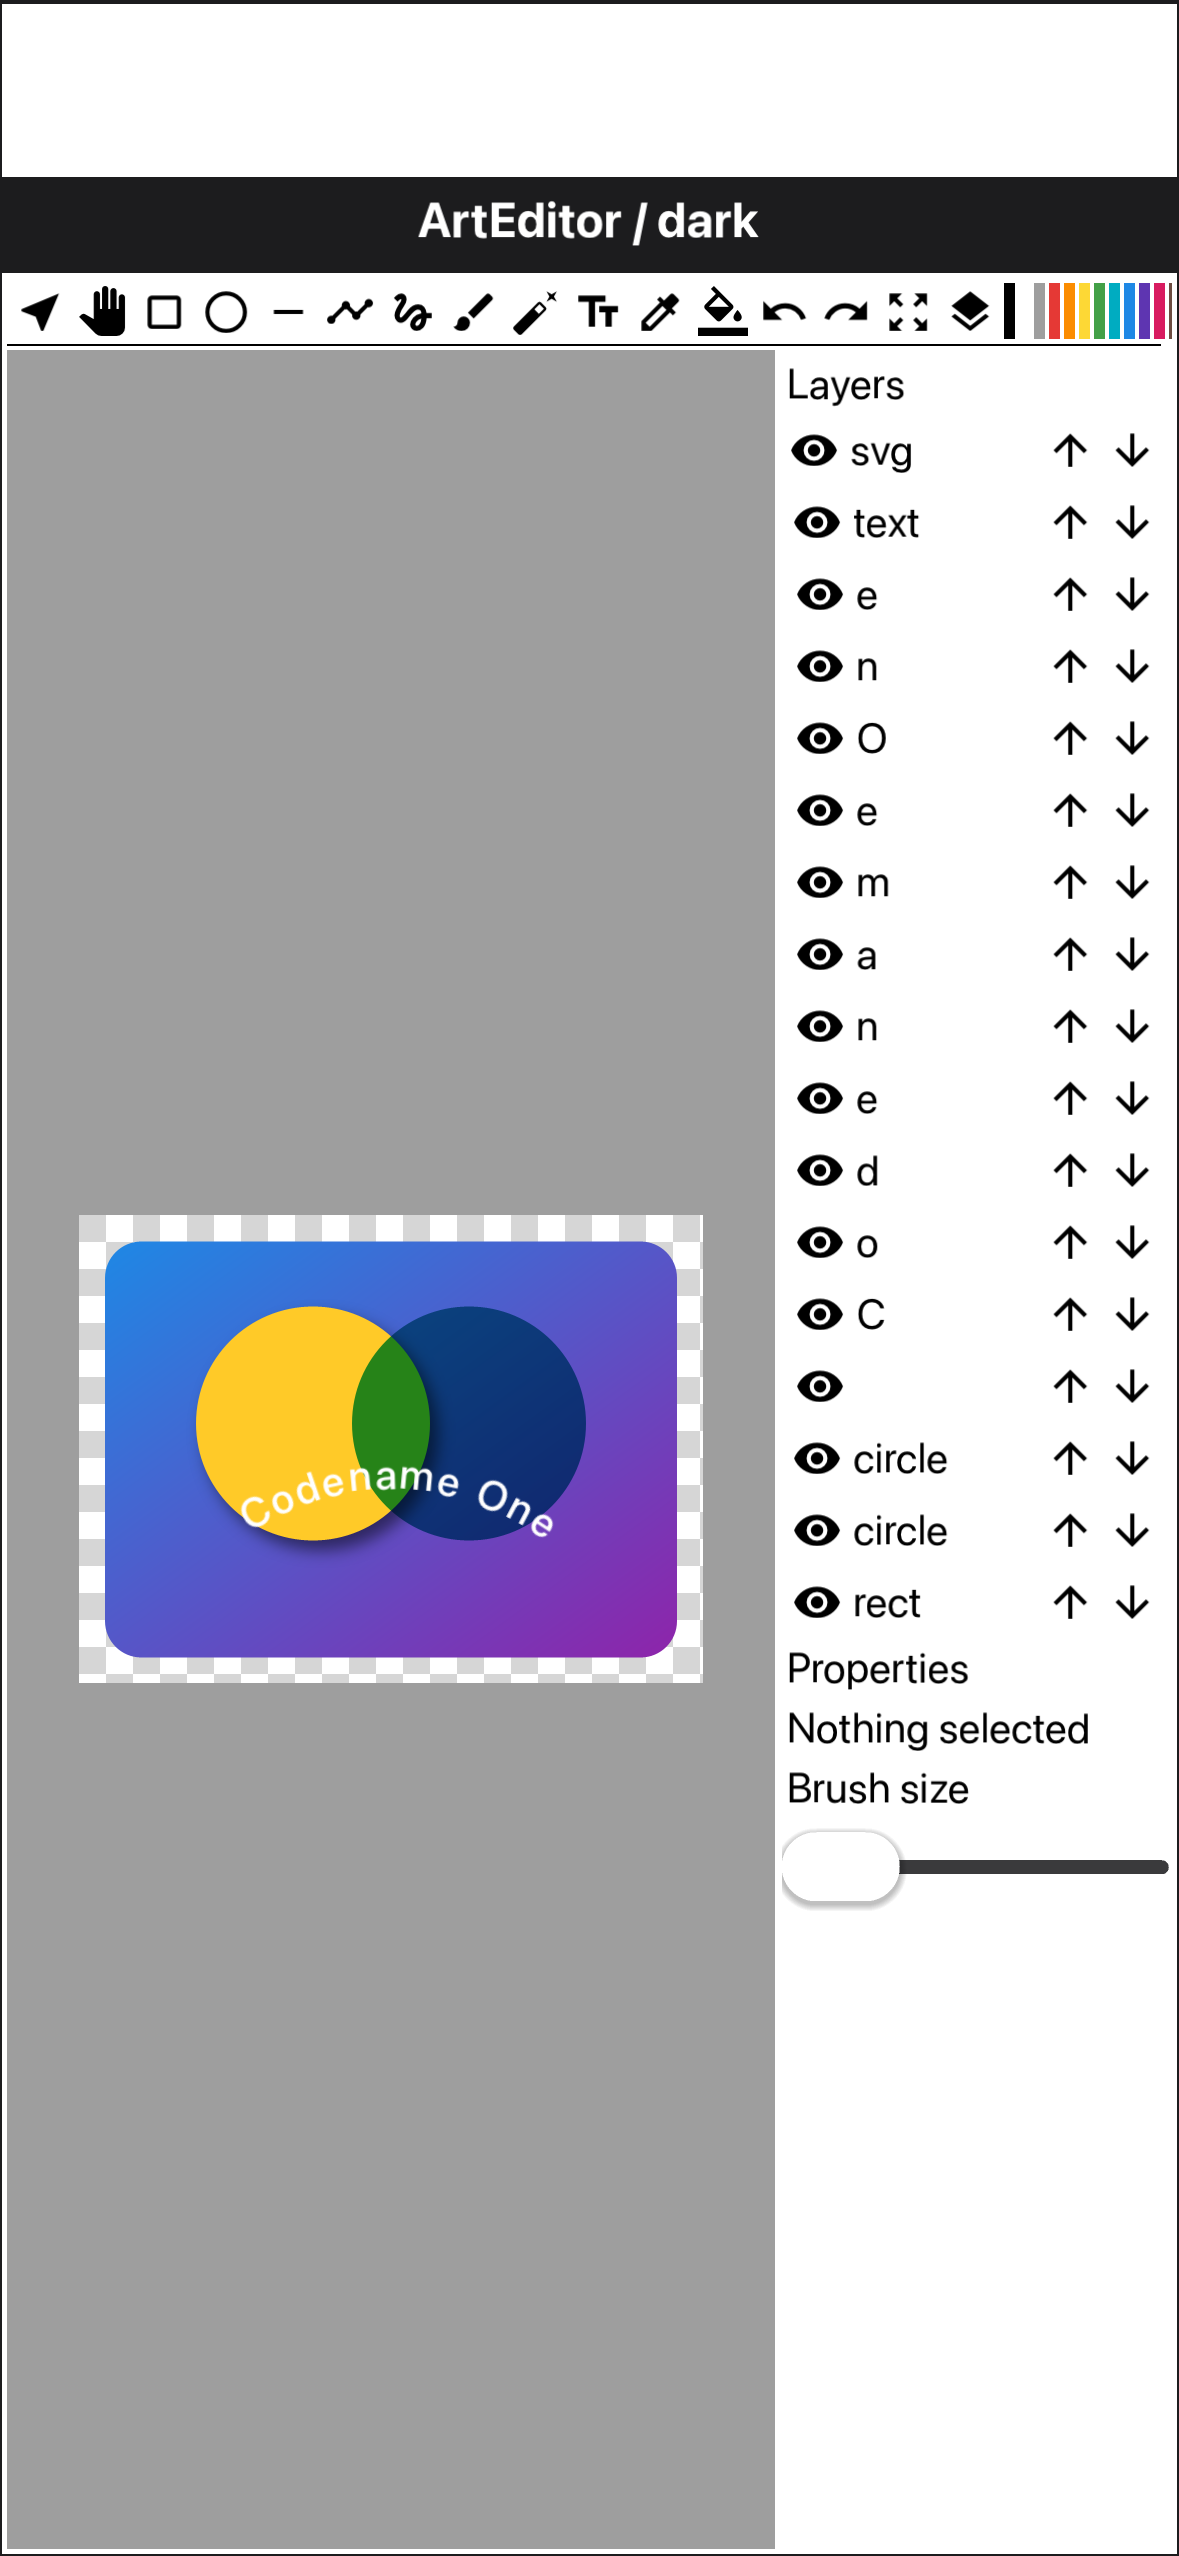 ArtEditor / dark
Layers
svg
text
e
n
O
e
m
a
n
e
d
o
C
circle
circle
rect
Codename One
Properties
Nothing selected
Brush size